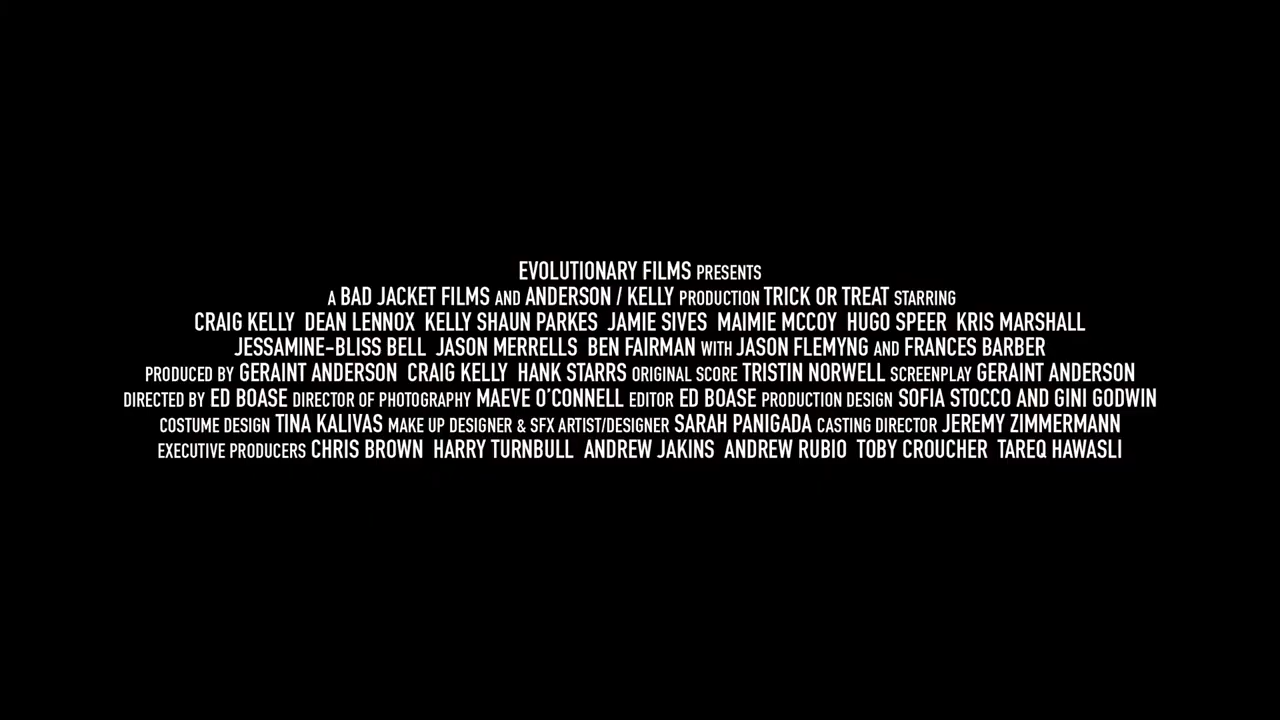 EVOLUTIONARY FILMS PRESENTS
A BAD JACKET FILMS AND ANDERSON / KELLY PRODUCTION TRICK OR TREAT STARRING
CRAIG KELLY DEAN LENNOX KELLY SHAUN PARKES JAMIE SIVES MAIMIE MCCOY HUGO SPEER KRIS MARSHALL
JESSAMINE-BLISS BELL JASON MERRELLS BEN FAIRMAN WITH JASON FLEMYNG AND FRANCES BARBER
PRODUCED BY GERAINT ANDERSON CRAIG KELLY HANK STARRS ORIGINAL SCORE TRISTIN NORWELL SCREENPLAY GERAINT ANDERSON
DIRECTED BY ED BOASE DIRECTOR OF PHOTOGRAPHY MAEVE O'CONNELL EDITOR ED BOASE PRODUCTION DESIGN SOFIA STOCCO AND GINI GODWIN
COSTUME DESIGN TINA KALIVAS MAKE UP DESIGNER & SFX ARTIST/DESIGNER SARAH PANIGADA CASTING DIRECTOR JEREMY ZIMMERMANN
EXECUTIVE PRODUCERS CHRIS BROWN HARRY TURNBULL ANDREW JAKINS ANDREW RUBIO TOBY CROUCHER TAREQ HAWASLI